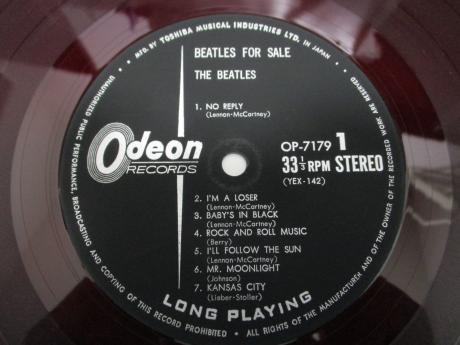 MFD. BY TOSHIBA MUSICAL INDUSTRIES LTD. IN JAPAN
BEATLES FOR SALE
THE BEATLES
1. NO REPLY
(Lennon-McCartney)
Odeon
RECORDS
OP-7179 1
33 1/3 RPM STEREO
(YEX-142)
2. I'M A LOSER
(Lennon-McCartney)
3. BABY'S IN BLACK
(Lennon-McCartney)
4. ROCK AND ROLL MUSIC
(Berry)
5. I'LL FOLLOW THE SUN
(Lennon-McCartney)
6. MR. MOONLIGHT
(Johnson)
7. KANSAS CITY
(Lieber-Stoller)
LONG PLAYING
UNAUTHORIZED PUBLIC PERFORMANCE, BROADCASTING AND COPYING OF THIS RECORD PROHIBITED • ALL RIGHTS OF THE MANUFACTURER AND OF THE OWNER OF THE RECORDED WORK ARE RESERVED